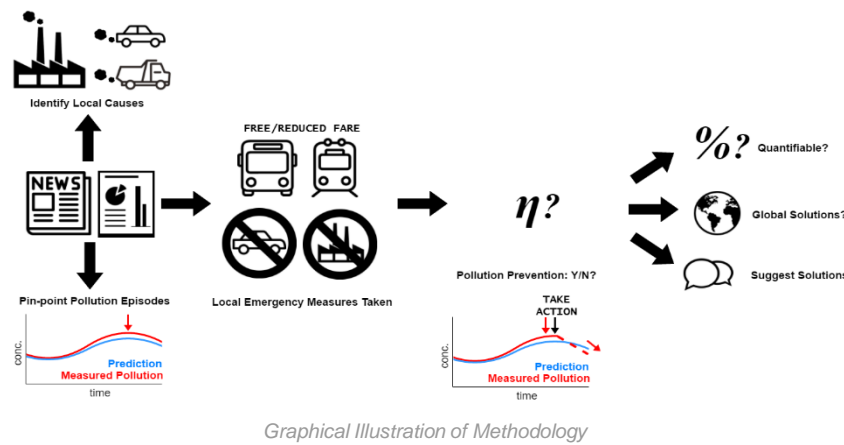 Identify Local Causes
FREE/REDUCED FARE
NEWS
%?
Quantifiable?
η?
Global Solutions?
Pollution Prevention: Y/N?
Suggest Solutions
Pin-point Pollution Episodes
Local Emergency Measures Taken
TAKE
ACTION
conc.
Prediction
Measured Pollution
time
conc.
Prediction
Measured Pollution
time
Graphical Illustration of Methodology